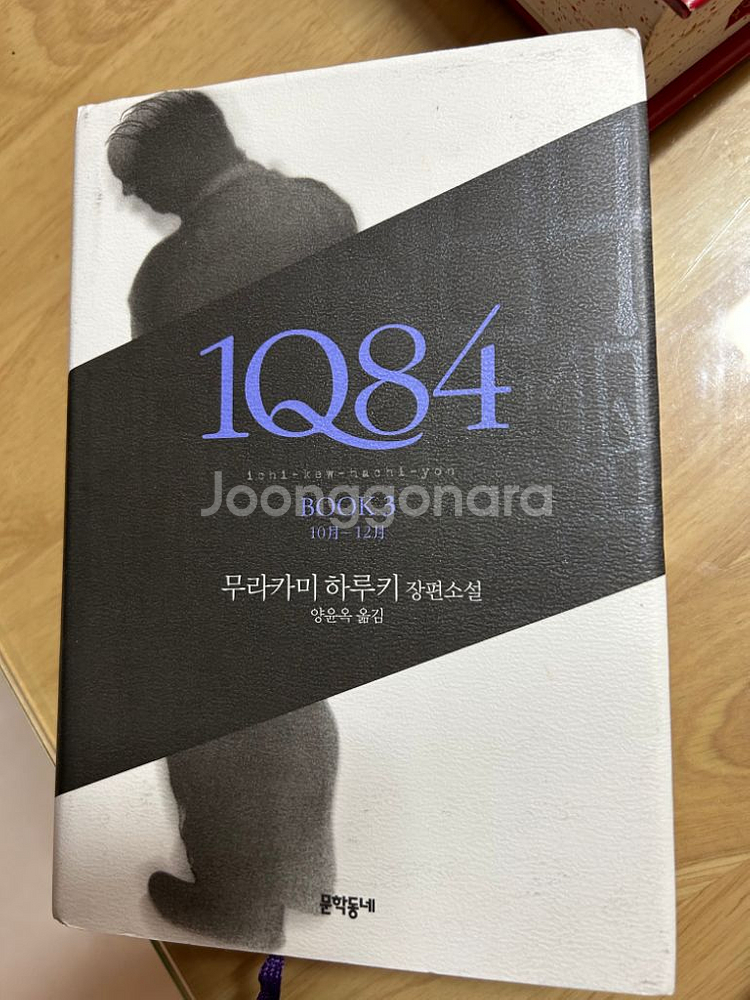 1Q84
ichi-kew-hachi-yon
Joonggonara
BOOK 3
10月-12月
무라카미 하루키 장편소설
양윤옥 옮김
문학동네